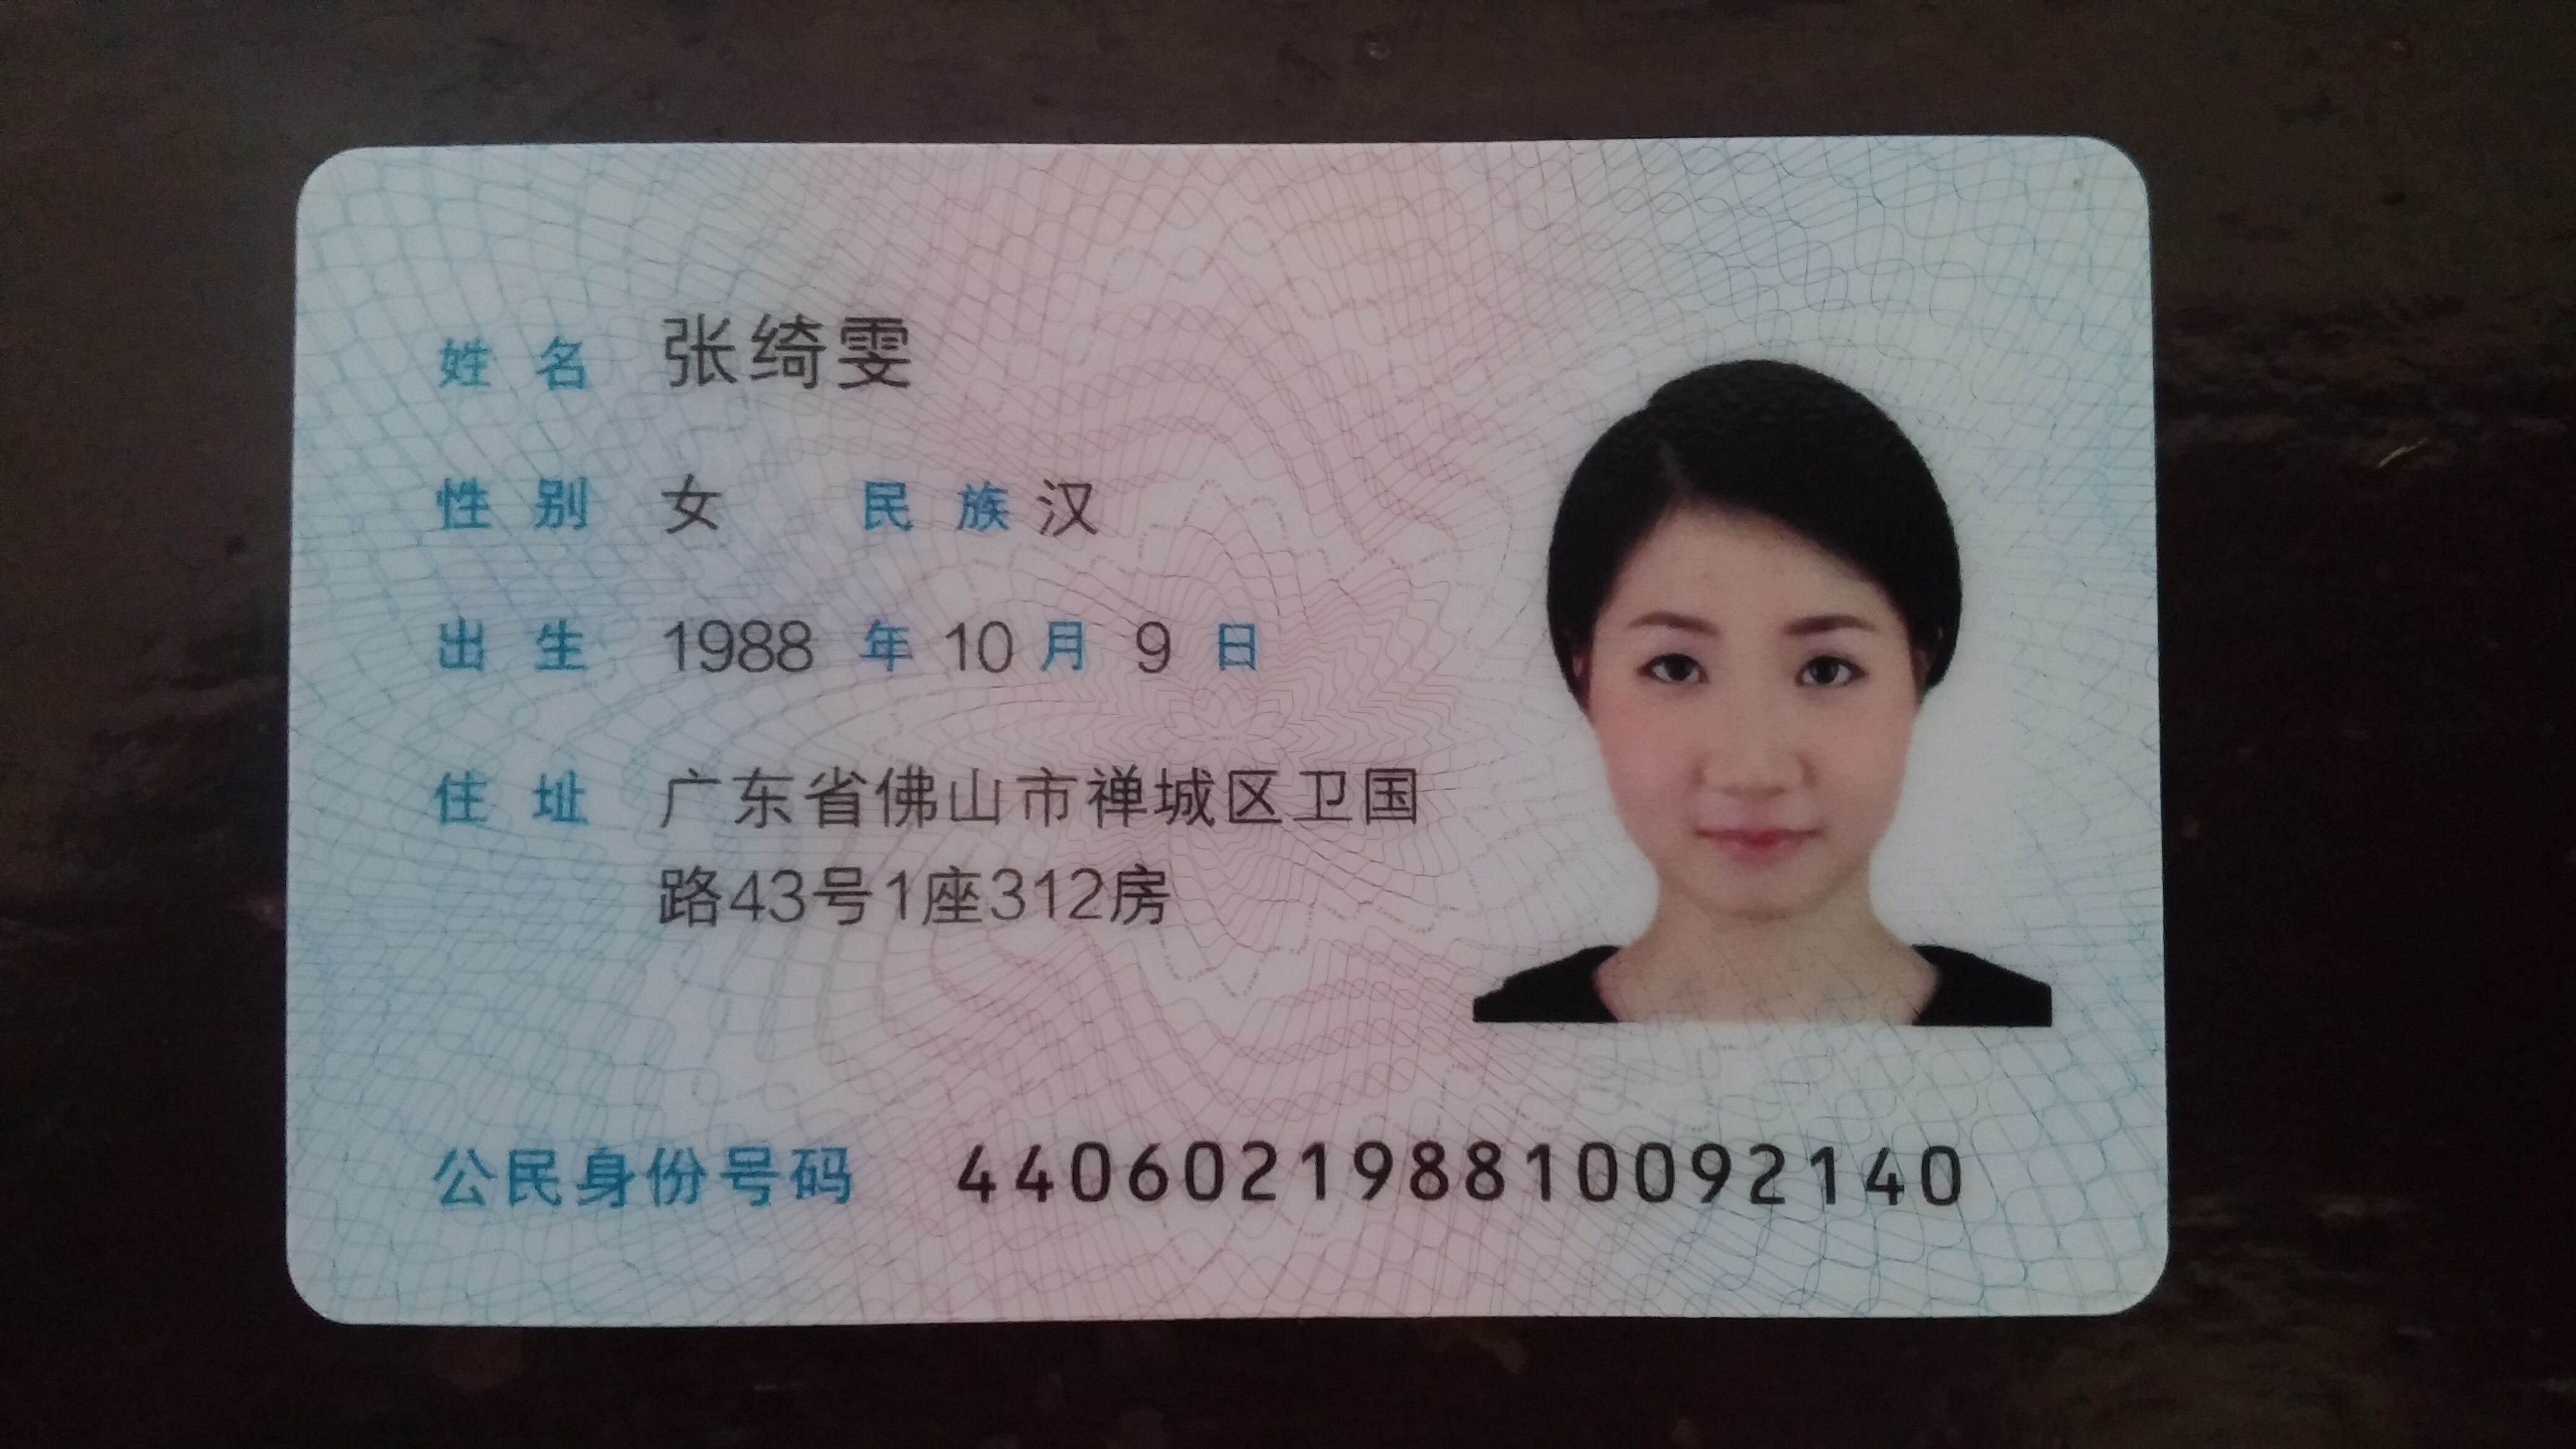 姓名 张绮雯
性别 女 民族 汉
出生 1988 年 10 月 9 日
住址 广东省佛山市禅城区卫国
路43号1座312房
公民身份号码 440602198810092140